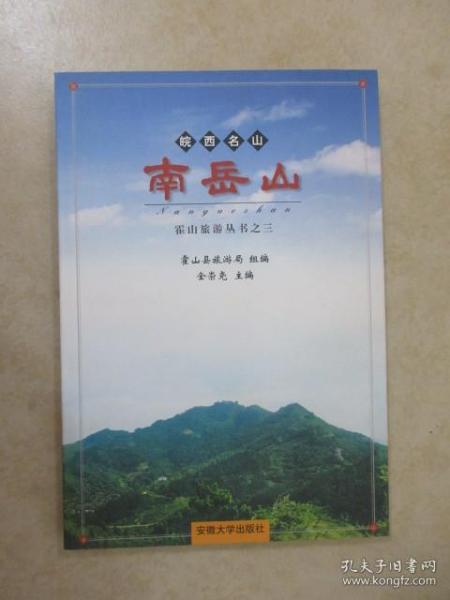 皖西名山
南岳山
Nanyueshan
霍山旅游丛书之三
霍山县旅游局 组编
金崇尧 主编
安徽大学出版社
孔夫子旧书网
www.kongfz.com